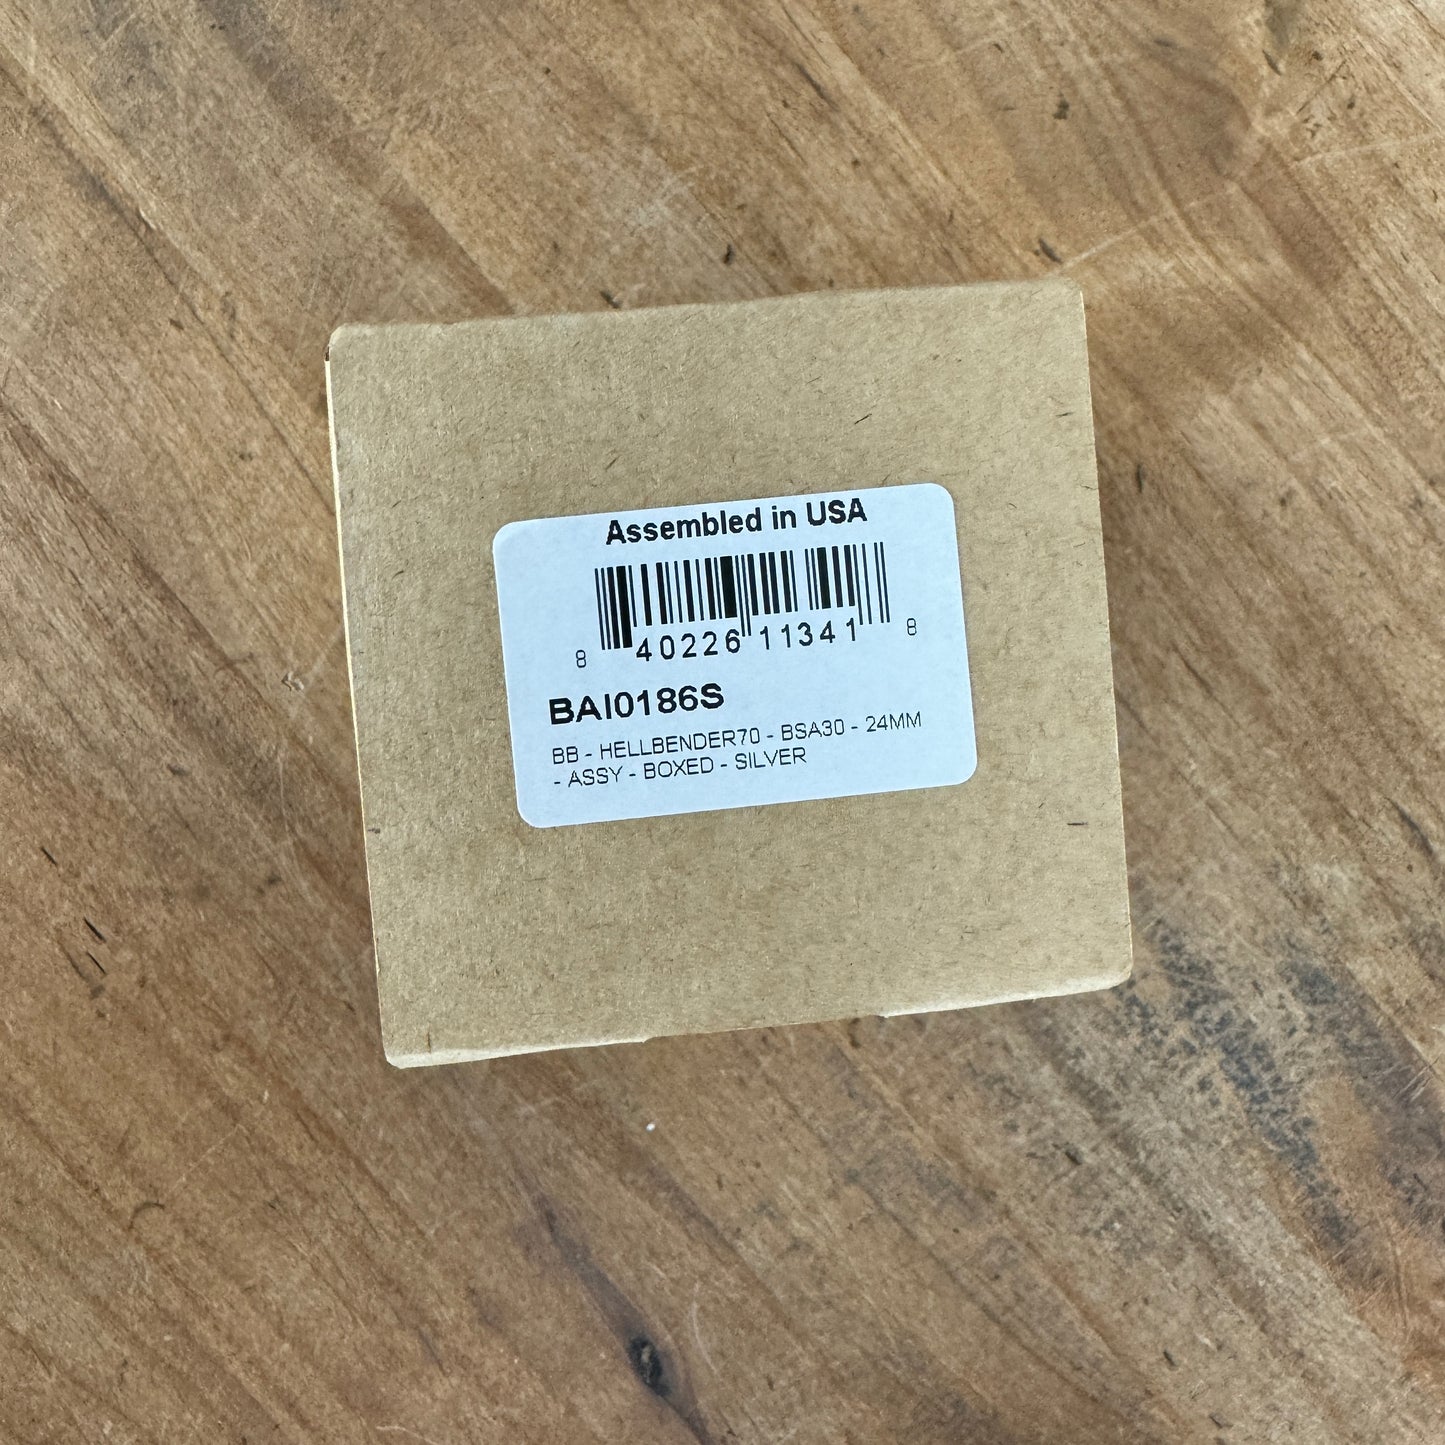 Assembled in USA
8 40226 11341 8
BAI0186S
BB - HELLBENDER70 - BSA30 - 24MM
- ASSY - BOXED - SILVER